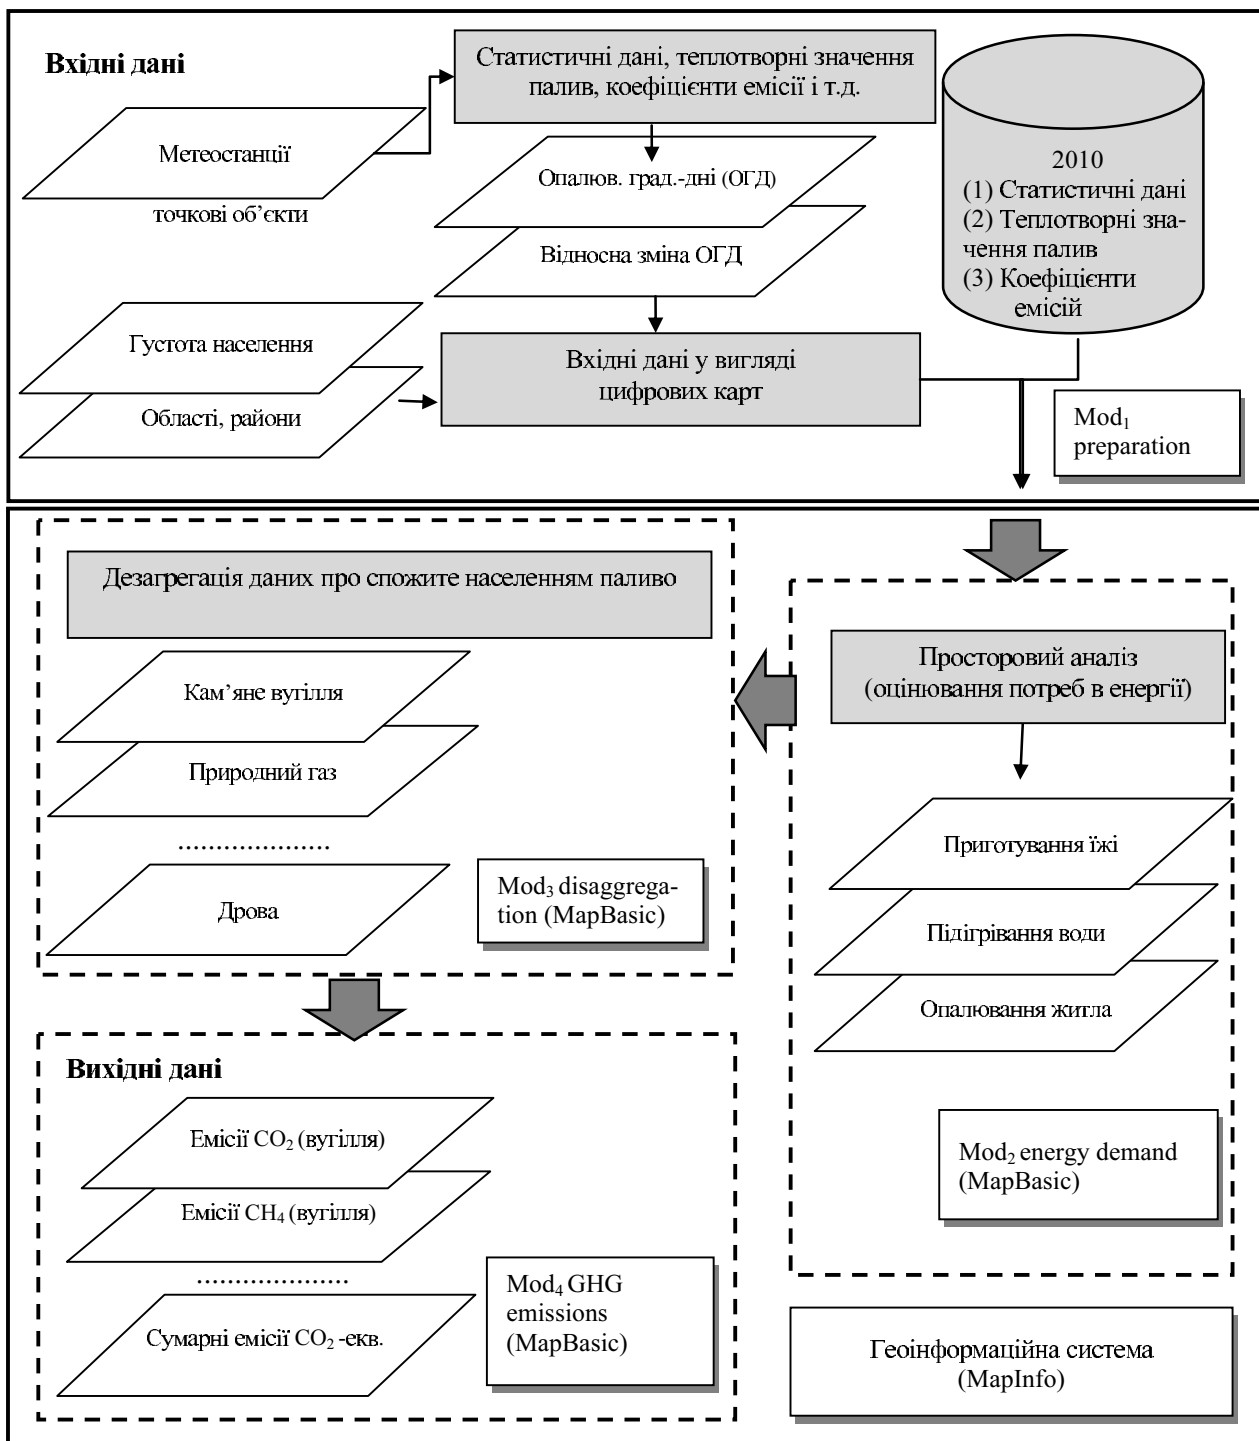 Вхідні дані
Статистичні дані, теплотворні значення
палив, коефіцієнти емісії і т.д.
Метеостанції
точкові об’єкти
Опалюв. град.-дні (ОГД)
Відносна зміна ОГД
2010
(1) Статистичні дані
(2) Теплотворні зна-
чення палив
(3) Коефіцієнти
емісій
Густота населення
Області, райони
Вхідні дані у вигляді
цифрових карт
Mod₁
preparation
Дезагрегація даних про спожите населенням паливо
Кам’яне вугілля
Природний газ
....................
Дрова
Mod₃ disaggrega-
tion (MapBasic)
Просторовий аналіз
(оцінювання потреб в енергії)
Приготування їжі
Підігрівання води
Опалювання житла
Mod₂ energy demand
(MapBasic)
Вихідні дані
Емісії CO₂ (вугілля)
Емісії CH₄ (вугілля)
....................
Сумарні емісії CO₂ -екв.
Mod₄ GHG
emissions
(MapBasic)
Геоінформаційна система
(MapInfo)